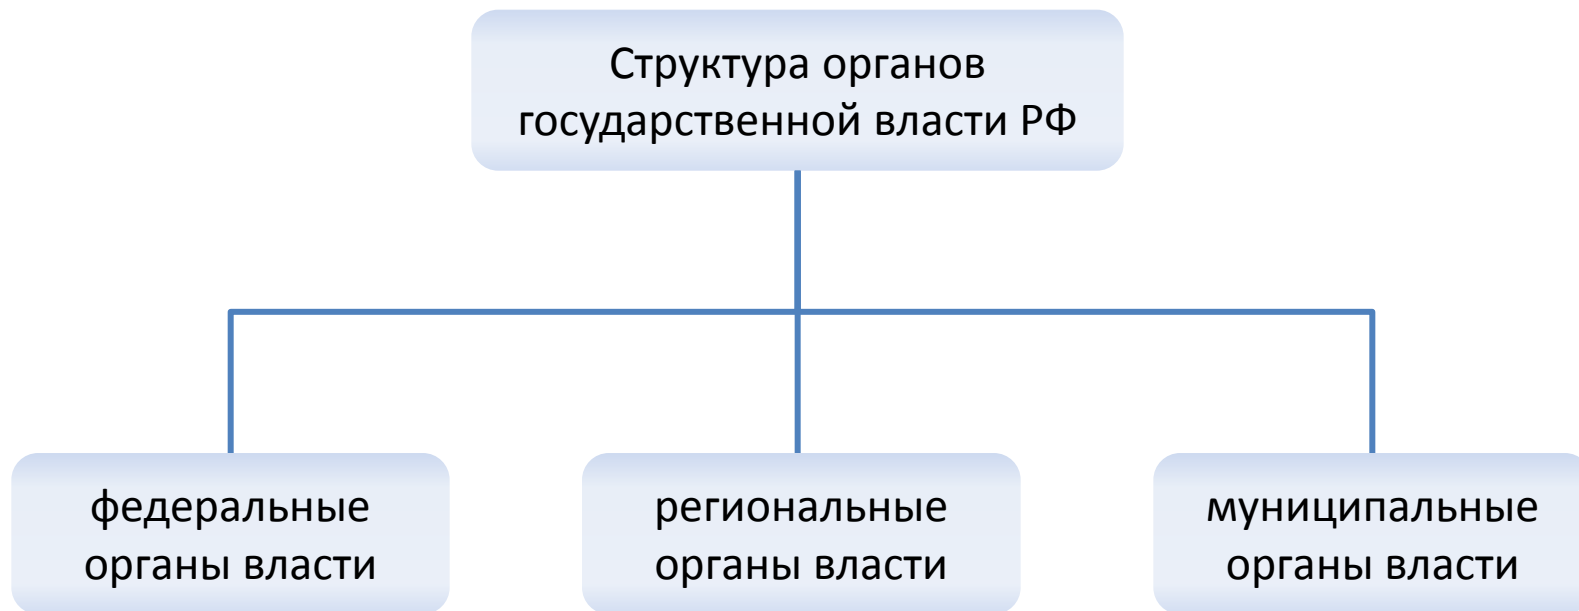 Структура органов
государственной власти РФ
федеральные
органы власти
региональные
органы власти
муниципальные
органы власти